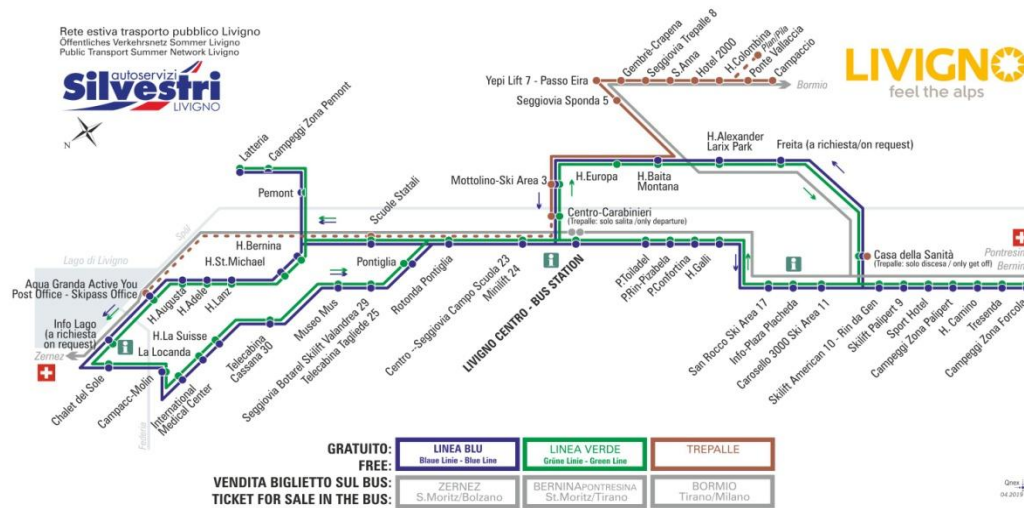 Rete estiva trasporto pubblico Livigno
Öffentliches Verkehrsnetz Sommer Livigno
Public Transport Summer Network Livigno
autoservizi
Silvestri
LIVIGNO
N
LIVIGNO
feel the alps
Gembrè-Crapena
Seggiovia Trepalle 8
S.Anna
Hotel 2000
H.Colombina
Plan/Pila
Ponte Vallaccia
Campaccio
Yepi Lift 7 - Passo Eira
Bormio
Seggiovia Sponda 5
Latteria
Campeggi Zona Pemont
Pemont
Scuole Statali
Mottolino-Ski Area 3
H.Europa
H.Baita
Montana
H.Alexander
Larix Park
Freita (a richiesta/on request)
Centro-Carabinieri
(Trepalle: solo salita /only departure)
Spöl
Lago di Livigno
H.Bernina
H.St.Michael
Pontiglia
Aqua Granda Active You
Post Office - Skipass Office
H.Augusta
H.Adele
H.Lanz
Info Lago
(a richiesta
on request)
Zernez
H.La Suisse
La Locanda
Chalet del Sole
Campacc-Molin
Federia
International
Medical Center
Telecabina
Cassana 30
Museo Mus
Seggiovia Botarel Skilift Valandrea 29
Telecabina Tagliede 25
Rotonda Pontiglia
Centro -Seggiovia Campo Scuola 23
Minilift 24
LIVIGNO CENTRO - BUS STATION
P.Toiladel
P.Rin-Pizabela
P.Confortina
H.Galli
San Rocco Ski Area 17
Info-Plaza Placheda
Carosello 3000 Ski Area 11
Skilift American 10 - Rin da Gen
Skilift Palipert 9
Sport Hotel
Campeggi Zona Palipert
H. Camino
Tresenda
Campeggi Zona Forcola
Casa della Sanità
(Trepalle: solo discesa / only get off)
Pontresina
Bernina
GRATUITO:
FREE:
LINEA BLU
Blaue Linie - Blue Line
LINEA VERDE
Grüne Linie - Green Line
TREPALLE
VENDITA BIGLIETTO SUL BUS:
TICKET FOR SALE IN THE BUS:
ZERNEZ
S.Moritz/Bolzano
BERNINA PONTRESINA
St.Moritz/Tirano
BORMIO
Tirano/Milano
Qnex
04.2019